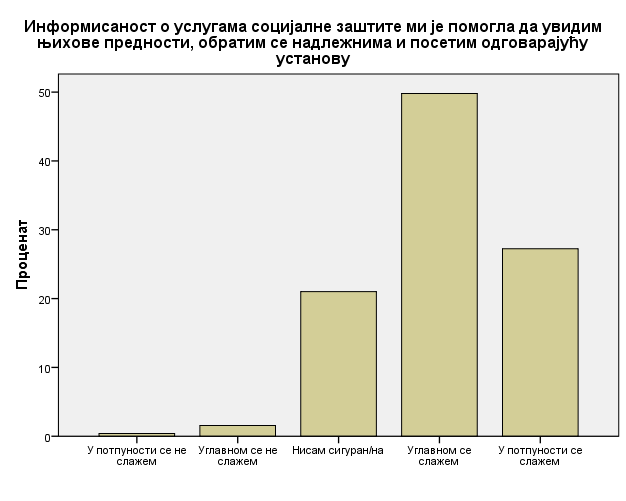 Информисаност о услугама социјалне заштите ми је помогла да увидим
њихове предности, обратим се надлежнима и посетим одговарајућу
установу
Проценат
50
40
30
20
10
0
У потпуности се не
слажем
Углавном се не
слажем
Нисам сигуран/на
Углавном се
слажем
У потпуности се
слажем